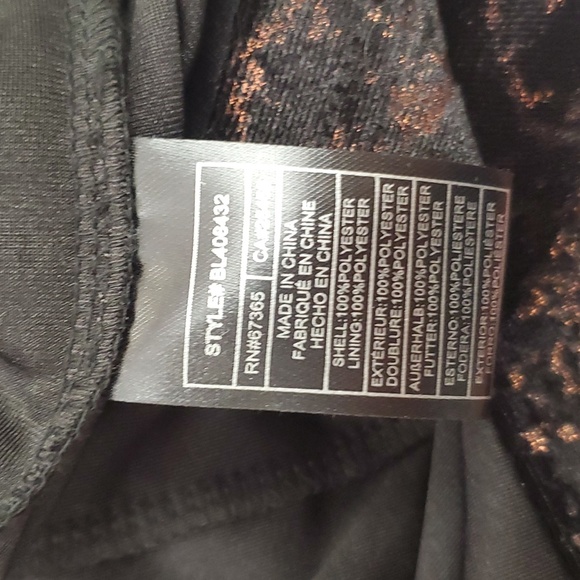 STYLE# BL408432
RN#67365
MADE IN CHINA
FABRIQUÉ EN CHINE
HECHO EN CHINA
SHELL:100%POLYESTER
LINING:100%POLYESTER
EXTÉRIEUR:100%POLYESTER
DOUBLURE:100%POLYESTER
AUßERHALB:100%POLYESTER
FUTTER:100%POLYESTER
ESTERNO:100%POLIESTERE
FODERA:100%POLIESTERE
EXTERIOR:100%POLIÉSTER